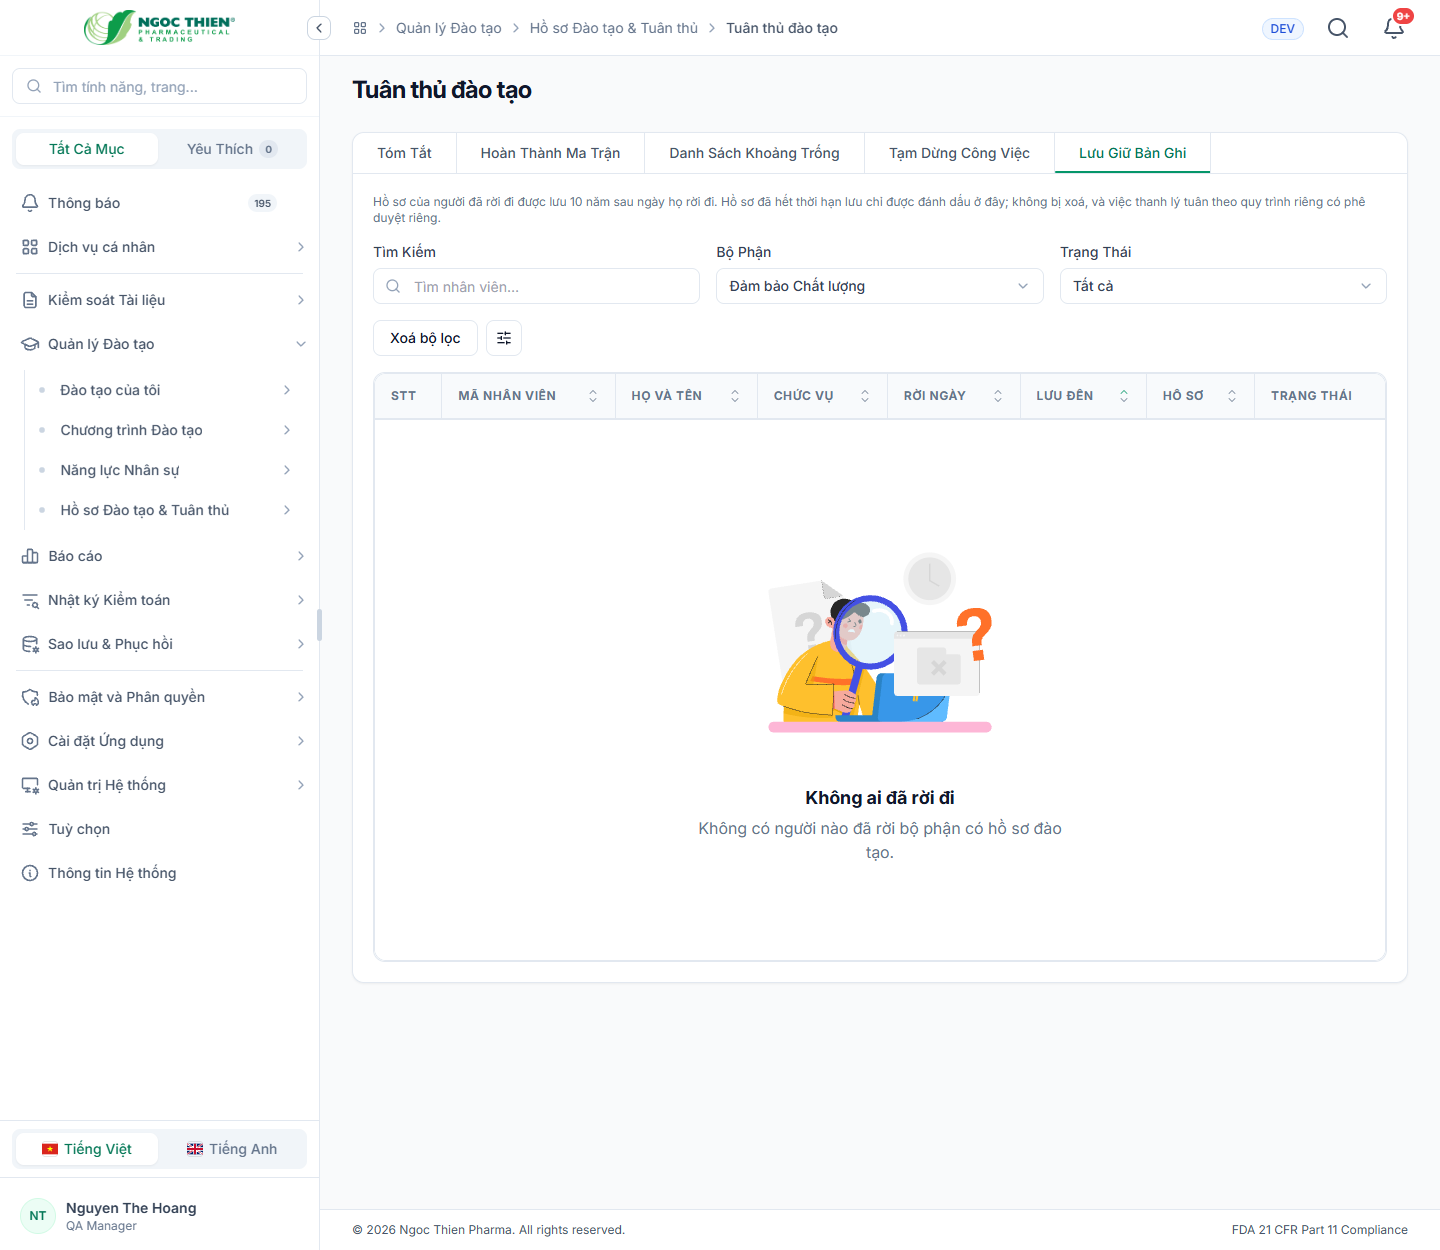 NGOC THIEN®
PHARMACEUTICAL
& TRADING
Quản lý Đào tạo
Hồ sơ Đào tạo & Tuân thủ
Tuân thủ đào tạo
DEV
9+
Tìm tính năng, trang...
Tất Cả Mục
Yêu Thích 0
Thông báo 195
Dịch vụ cá nhân
Kiểm soát Tài liệu
Quản lý Đào tạo
Đào tạo của tôi
Chương trình Đào tạo
Năng lực Nhân sự
Hồ sơ Đào tạo & Tuân thủ
Báo cáo
Nhật ký Kiểm toán
Sao lưu & Phục hồi
Bảo mật và Phân quyền
Cài đặt Ứng dụng
Quản trị Hệ thống
Tuỳ chọn
Thông tin Hệ thống
Tiếng Việt
Tiếng Anh
NT
Nguyen The Hoang
QA Manager
Tuân thủ đào tạo
Tóm Tắt
Hoàn Thành Ma Trận
Danh Sách Khoảng Trống
Tạm Dừng Công Việc
Lưu Giữ Bản Ghi
Hồ sơ của người đã rời đi được lưu 10 năm sau ngày họ rời đi. Hồ sơ đã hết thời hạn lưu chỉ được đánh dấu ở đây; không bị xoá, và việc thanh lý tuân theo quy trình riêng có phê
duyệt riêng.
Tìm Kiếm
Bộ Phận
Trạng Thái
Tìm nhân viên...
Đảm bảo Chất lượng
Tất cả
Xoá bộ lọc
STT
MÃ NHÂN VIÊN
HỌ VÀ TÊN
CHỨC VỤ
RỜI NGÀY
LƯU ĐẾN
HỒ SƠ
TRẠNG THÁI
Không ai đã rời đi
Không có người nào đã rời bộ phận có hồ sơ đào
tạo.
© 2026 Ngoc Thien Pharma. All rights reserved.
FDA 21 CFR Part 11 Compliance